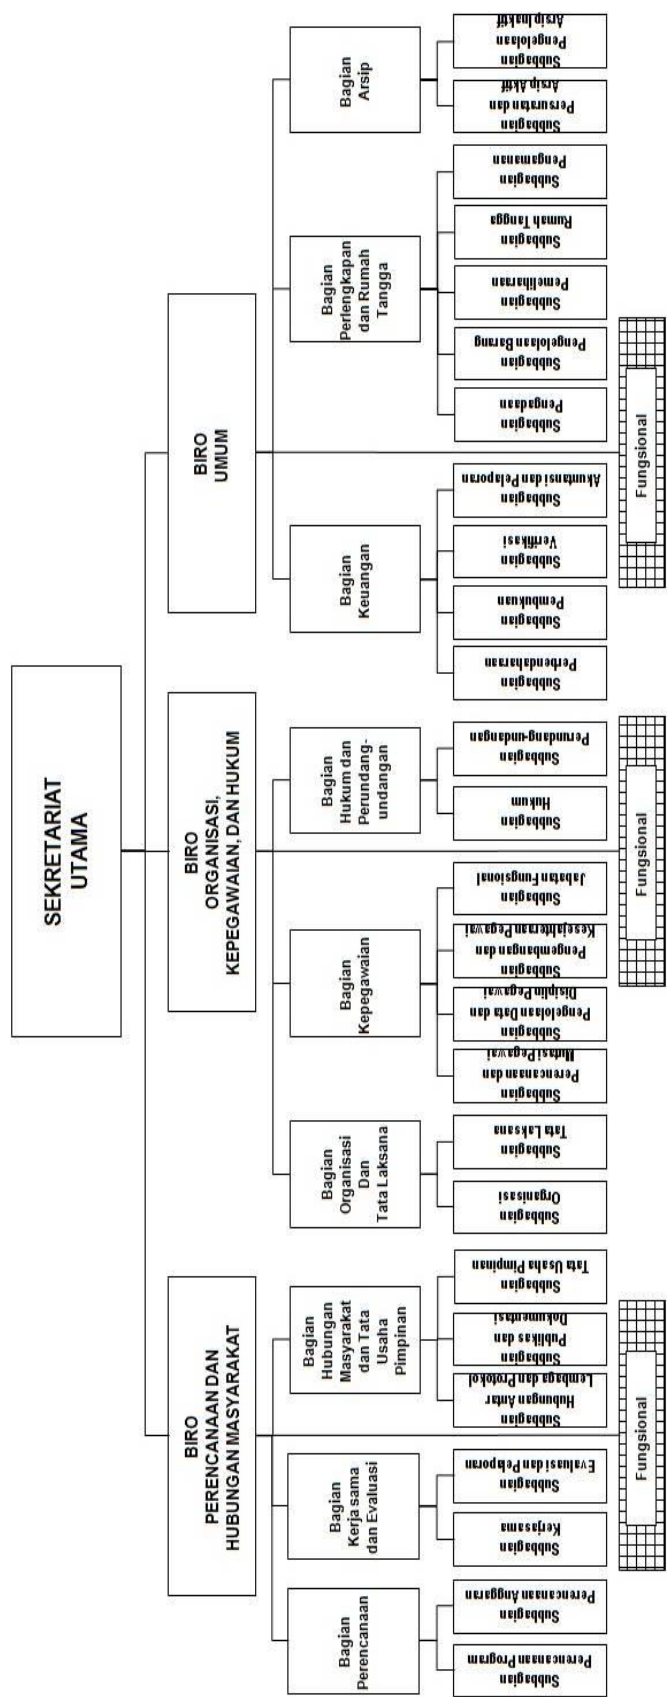 SEKRETARIAT
UTAMA
BIRO
PERENCANAAN DAN
HUBUNGAN MASYARAKAT
BIRO
ORGANISASI,
KEPEGAWAIAN, DAN HUKUM
BIRO
UMUM
Bagian
Perencanaan
Bagian
Kerja sama
dan Evaluasi
Bagian
Hubungan
Masyarakat
dan Tata
Usaha
Pimpinan
Bagian
Organisasi
Dan
Tata Laksana
Bagian
Kepegawaian
Bagian
Hukum dan
Perundang-
undangan
Bagian
Keuangan
Bagian
Perlengkapan
dan Rumah
Tangga
Bagian
Arsip
Subbagian
Perencanaan Program
Subbagian
Perencanaan Anggaran
Subbagian
Kerjasama
Subbagian
Evaluasi dan Pelaporan
Subbagian
Hubungan Antar
Lembaga dan Protokol
Subbagian
Publikas dan
Dokumentasi
Subbagian
Tata Usaha Pimpinan
Subbagian
Organisasi
Subbagian
Tata Laksana
Subbagian
Perencanaan dan
Mutasi Pegawai
Subbagian
Pengelolaan Data dan
Disiplin Pegawai
Subbagian
Pengembangan dan
Kesejahteraan Pegawai
Subbagian
Jabatan Fungsional
Subbagian
Hukum
Subbagian
Perundang-undangan
Subbagian
Perbendaharaan
Subbagian
Pembukuan
Subbagian
Verifikasi
Subbagian
Akuntansi dan Pelaporan
Subbagian
Pengadaan
Subbagian
Pengelolaan Barang
Subbagian
Pemeliharaan
Subbagian
Rumah Tangga
Subbagian
Pengamanan
Subbagian
Persuratan dan
Arsip Aktif
Subbagian
Pengelolaan
Arsip Inaktif
Fungsional
Fungsional
Fungsional